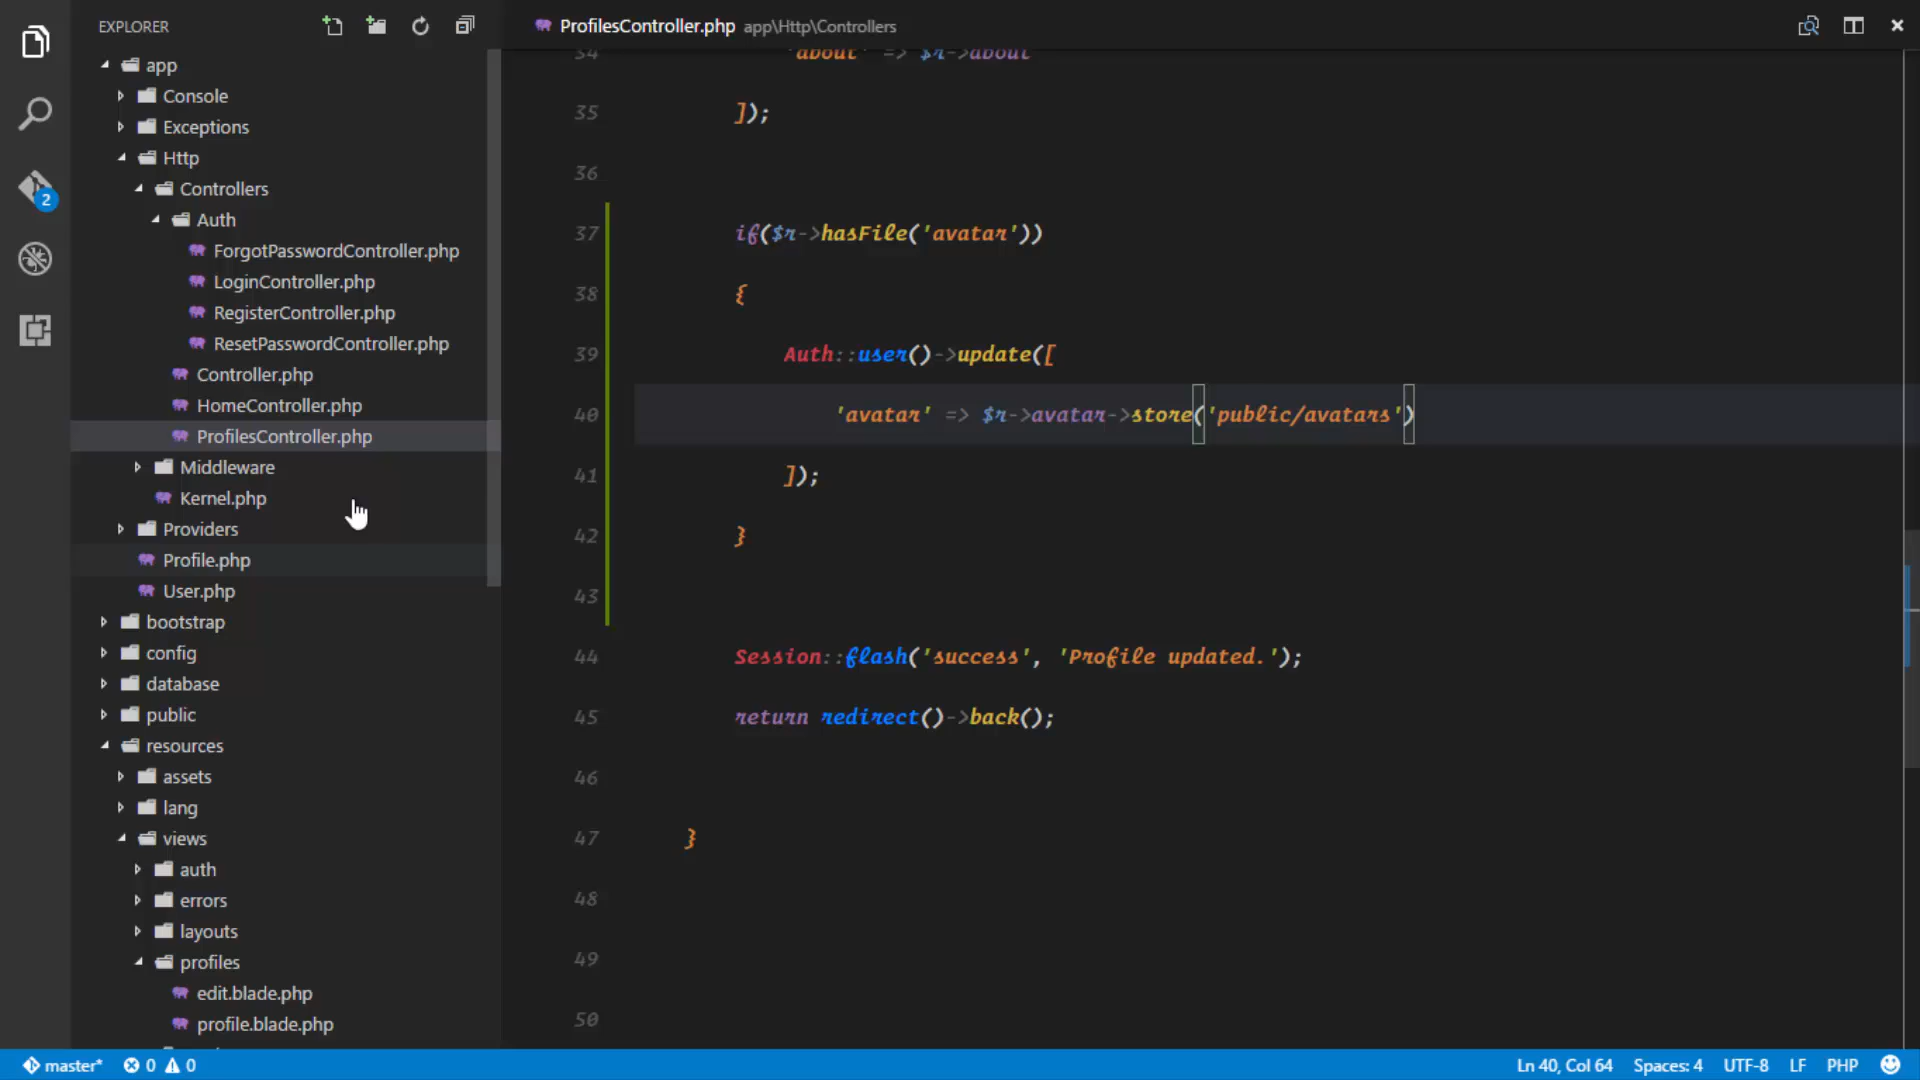 EXPLORER
app
Console
Exceptions
Http
Controllers
Auth
ForgotPasswordController.php
LoginController.php
RegisterController.php
ResetPasswordController.php
Controller.php
HomeController.php
ProfilesController.php
Middleware
Kernel.php
Providers
Profile.php
User.php
bootstrap
config
database
public
resources
assets
lang
views
auth
errors
layouts
profiles
edit.blade.php
profile.blade.php
2
ProfilesController.php app\Http\Controllers
34 'about' => $r->about
35 ]);
36
37 if($r->hasFile('avatar'))
38 {
39 Auth::user()->update([
40 'avatar' => $r->avatar->store('public/avatars')
41 ]);
42 }
43
44 Session::flash('success', 'Profile updated.');
45 return redirect()->back();
46
47 }
48
49
50
master* 0 0 Ln 40, Col 64 Spaces: 4 UTF-8 LF PHP